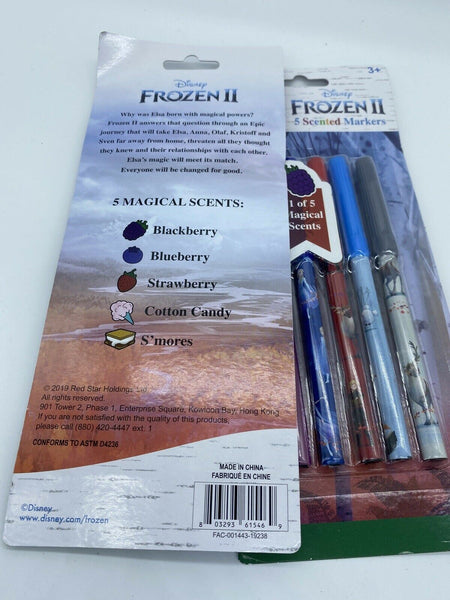 Disney
FROZEN II
Why was Elsa born with magical powers?
Frozen II answers that question through an Epic
journey that will take Elsa, Anna, Olaf, Kristoff and
Sven far away from home, threaten all they thought
they knew and their relationships with each other.
Elsa's magic will meet its match.
Everyone will be changed for good.
5 MAGICAL SCENTS:
Blackberry
Blueberry
Strawberry
Cotton Candy
S'mores
© 2019 Red Star Holdings Ltd.
All rights reserved.
901 Tower 2, Phase 1, Enterprise Square, Kowloon Bay, Hong Kong.
If you are not satisfied with the quality of this products,
please call (880) 420-4447 ext. 1
CONFORMS TO ASTM D4236
©Disney
www.disney.com/frozen
MADE IN CHINA
FABRIQUÉ EN CHINE
8 03293 61546 9
FAC-001443-19238
3+
Disney
FROZEN II
5 Scented Markers
1 of 5
Magical
Scents